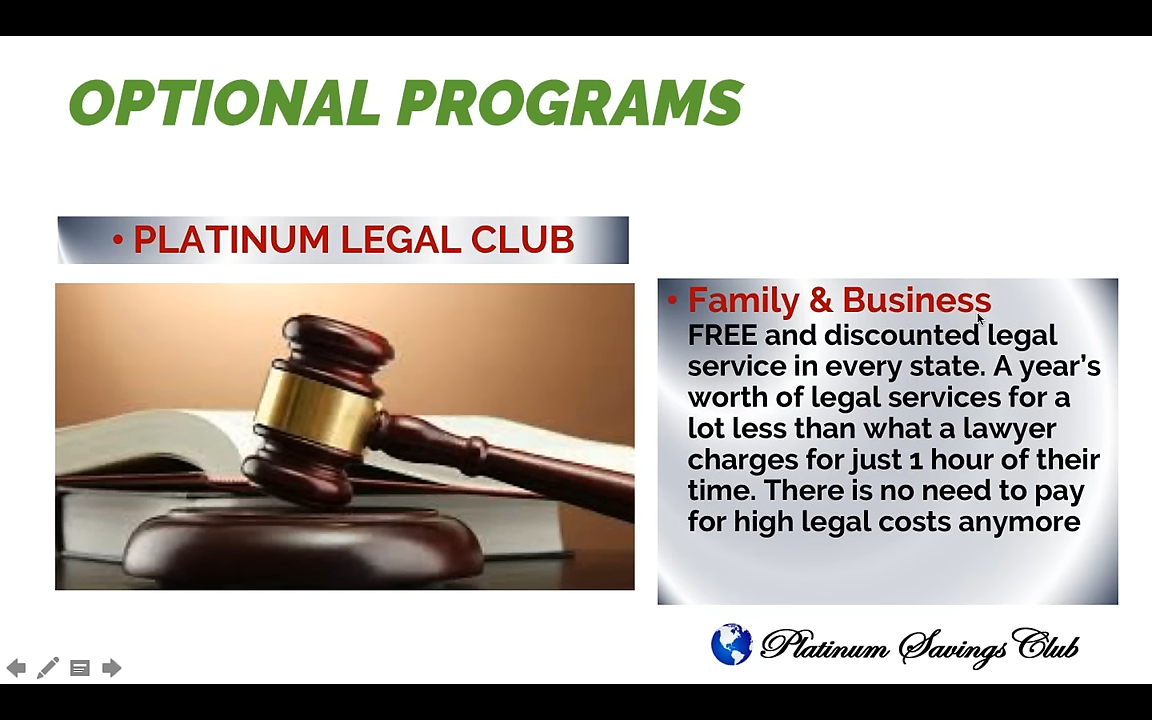 OPTIONAL PROGRAMS
• PLATINUM LEGAL CLUB
• Family & Business
FREE and discounted legal
service in every state. A year’s
worth of legal services for a
lot less than what a lawyer
charges for just 1 hour of their
time. There is no need to pay
for high legal costs anymore
Platinum Savings Club